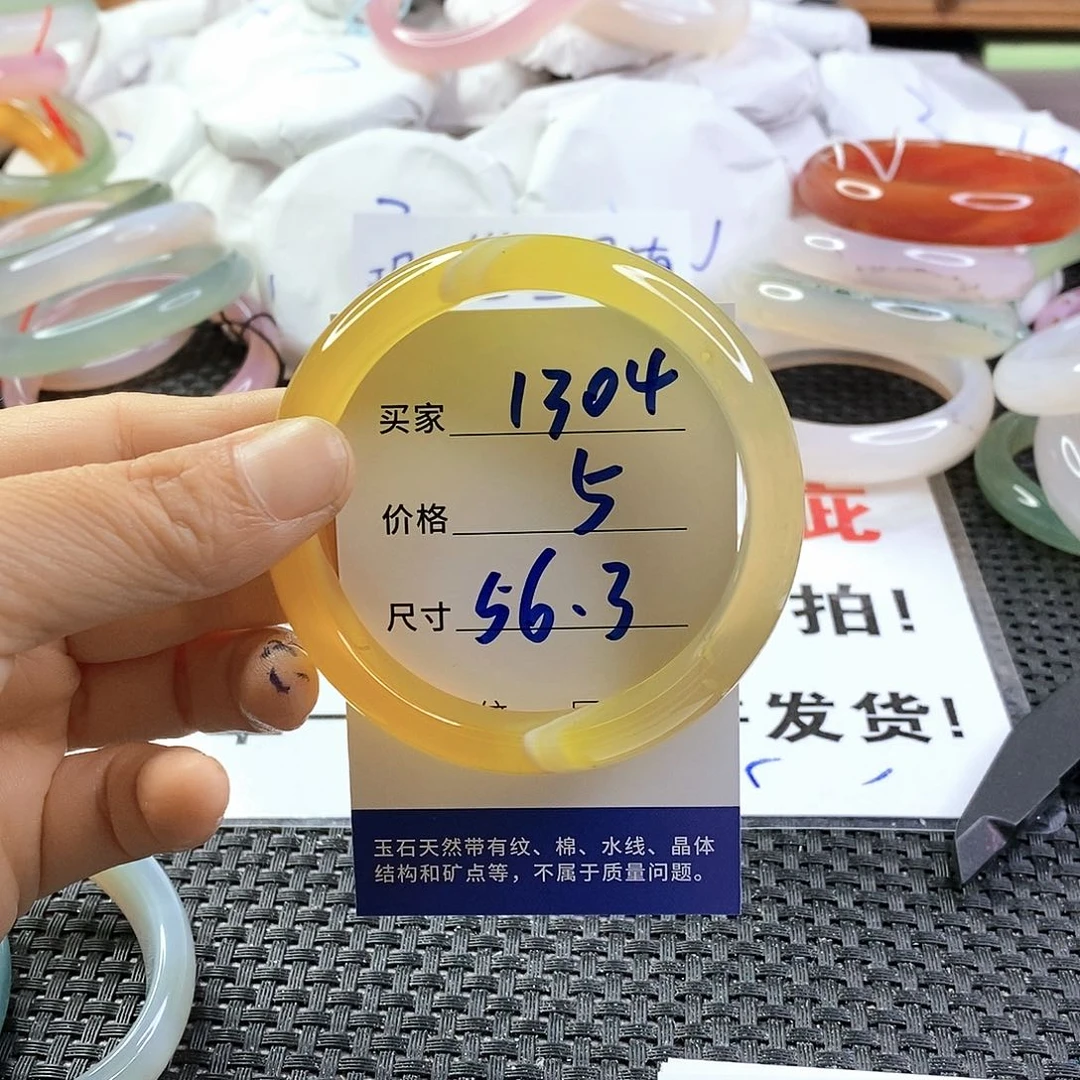 买家 1304
价格 5
尺寸 56.3
玉石天然带有纹、棉、水线、晶体
结构和矿点等，不属于质量问题。
疵
拍！
发货！